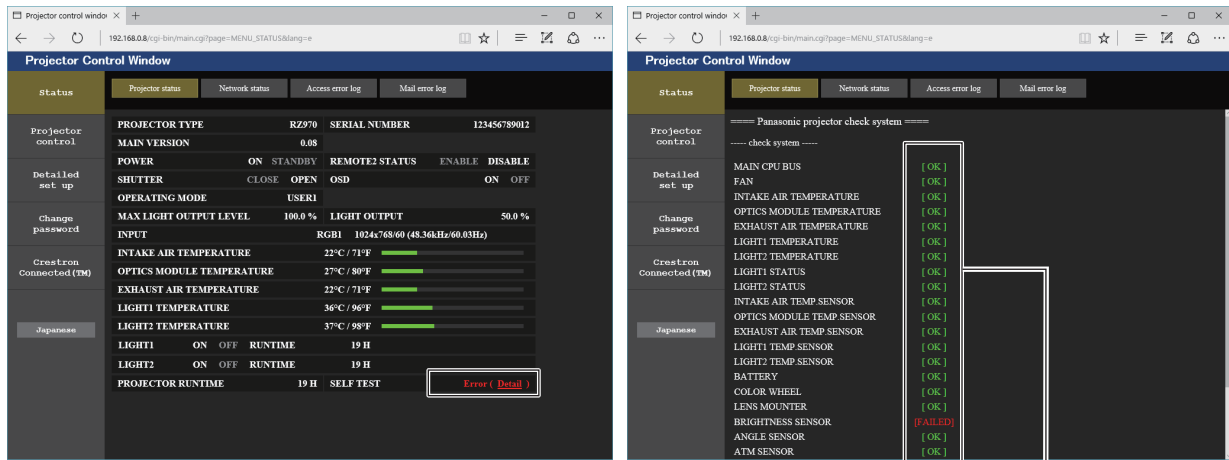 Projector control windov
192.168.0.8/cgi-bin/main.cgi?page=MENU_STATUS&lang=e
Projector Control Window
Status
Projector control
Detailed set up
Change password
Crestron Connected(TM)
Japanese
Projector status Network status Access error log Mail error log
PROJECTOR TYPE RZ970 SERIAL NUMBER 123456789012
MAIN VERSION 0.08
POWER ON STANDBY REMOTE2 STATUS ENABLE DISABLE
SHUTTER CLOSE OPEN OSD ON OFF
OPERATING MODE USER1
MAX LIGHT OUTPUT LEVEL 100.0 % LIGHT OUTPUT 50.0 %
INPUT RGB1 1024x768/60 (48.36kHz/60.03Hz)
INTAKE AIR TEMPERATURE 22°C / 71°F
OPTICS MODULE TEMPERATURE 27°C / 80°F
EXHAUST AIR TEMPERATURE 22°C / 71°F
LIGHT1 TEMPERATURE 36°C / 96°F
LIGHT2 TEMPERATURE 37°C / 98°F
LIGHT1 ON OFF RUNTIME 19 H
LIGHT2 ON OFF RUNTIME 19 H
PROJECTOR RUNTIME 19 H SELF TEST Error ( Detail )
Projector control windov
192.168.0.8/cgi-bin/main.cgi?page=MENU_STATUS&lang=e
Projector Control Window
Status
Projector control
Detailed set up
Change password
Crestron Connected(TM)
Japanese
Projector status Network status Access error log Mail error log
==== Panasonic projector check system ====
----- check system -----
MAIN CPU BUS [ OK ]
FAN [ OK ]
INTAKE AIR TEMPERATURE [ OK ]
OPTICS MODULE TEMPERATURE [ OK ]
EXHAUST AIR TEMPERATURE [ OK ]
LIGHT1 TEMPERATURE [ OK ]
LIGHT2 TEMPERATURE [ OK ]
LIGHT1 STATUS [ OK ]
LIGHT2 STATUS [ OK ]
INTAKE AIR TEMP.SENSOR [ OK ]
OPTICS MODULE TEMP.SENSOR [ OK ]
EXHAUST AIR TEMP.SENSOR [ OK ]
LIGHT1 TEMP.SENSOR [ OK ]
LIGHT2 TEMP.SENSOR [ OK ]
BATTERY [ OK ]
COLOR WHEEL [ OK ]
LENS MOUNTER [ OK ]
BRIGHTNESS SENSOR [FAILED]
ANGLE SENSOR [ OK ]
ATM SENSOR [ OK ]